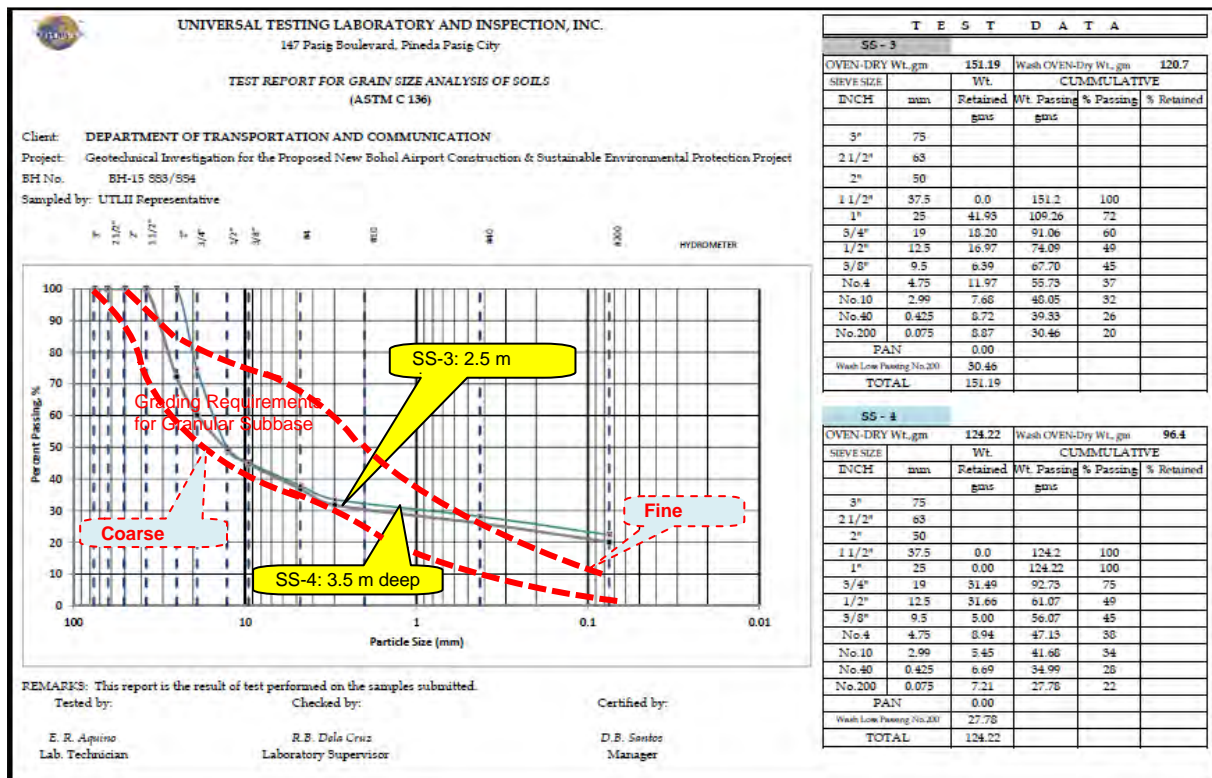 UNIVERSAL TESTING LABORATORY AND INSPECTION, INC.
147 Pasig Boulevard, Pineda Pasig City
TEST REPORT FOR GRAIN SIZE ANALYSIS OF SOILS
(ASTM C 136)
Client: DEPARTMENT OF TRANSPORTATION AND COMMUNICATION
Project: Geotechnical Investigation for the Proposed New Bohol Airport Construction & Sustainable Environmental Protection Project
BH No. BH-15 SS3/SS4
Sampled by: UTLII Representative
3" 2 1/2" 2" 1 1/2" 1" 3/4" 1/2" 3/8" #4 #10 #40 #200 HYDROMETER
Percent Passing, %
100
90
80
70
60
50
40
30
20
10
0
SS-3: 2.5 m
Grading Requirements
for Granular Subbase
Coarse
Fine
SS-4: 3.5 m deep
100 10 1 0.1 0.01
Particle Size (mm)
REMARKS: This report is the result of test performed on the samples submitted.
Tested by: Checked by: Certified by:
E. R. Aquino R.B. Dela Cruz D.B. Santos
Lab. Technician Laboratory Supervisor Manager
T E S T D A T A
SS - 3
OVEN-DRY Wt.,gm 151.19 Wash OVEN-Dry Wt., gm 120.7
SIEVE SIZE Wt. CUMMULATIVE
INCH mm Retained Wt. Passing % Passing % Retained
gms gms
3" 75
2 1/2" 63
2" 50
1 1/2" 37.5 0.0 151.2 100
1" 25 41.93 109.26 72
3/4" 19 18.20 91.06 60
1/2" 12.5 16.97 74.09 49
3/8" 9.5 6.39 67.70 45
No.4 4.75 11.97 55.73 37
No.10 2.99 7.68 48.05 32
No.40 0.425 8.72 39.33 26
No.200 0.075 8.87 30.46 20
PAN 0.00
Wash Loss Passing No.200 30.46
TOTAL 151.19
SS - 4
OVEN-DRY Wt.,gm 124.22 Wash OVEN-Dry Wt., gm 96.4
SIEVE SIZE Wt. CUMMULATIVE
INCH mm Retained Wt. Passing % Passing % Retained
gms gms
3" 75
2 1/2" 63
2" 50
1 1/2" 37.5 0.0 124.2 100
1" 25 0.00 124.22 100
3/4" 19 31.49 92.73 75
1/2" 12.5 31.66 61.07 49
3/8" 9.5 5.00 56.07 45
No.4 4.75 8.94 47.13 38
No.10 2.99 5.45 41.68 34
No.40 0.425 6.69 34.99 28
No.200 0.075 7.21 27.78 22
PAN 0.00
Wash Loss Passing No.200 27.78
TOTAL 124.22